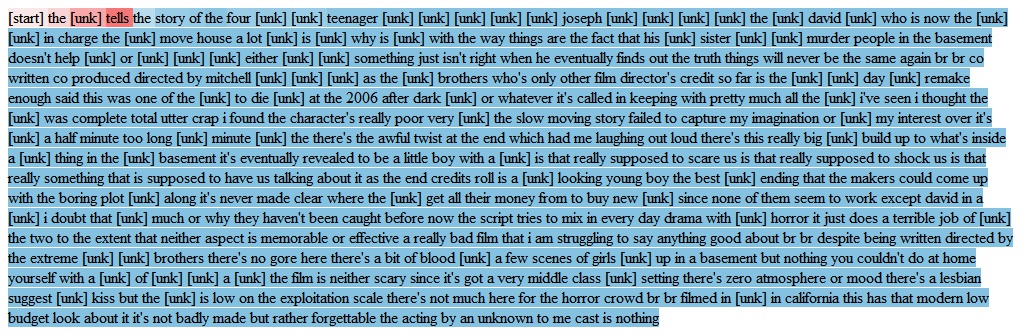 [start] the [unk] tells the story of the four [unk] [unk] teenager [unk] [unk] [unk] [unk] [unk] joseph [unk] [unk] [unk] [unk] the [unk] david [unk] who is now the [unk]
[unk] in charge the [unk] move house a lot [unk] is [unk] why is [unk] with the way things are the fact that his [unk] sister [unk] [unk] murder people in the basement
doesn't help [unk] or [unk] [unk] [unk] either [unk] [unk] something just isn't right when he eventually finds out the truth things will never be the same again br br co
written co produced directed by mitchell [unk] [unk] [unk] as the [unk] brothers who's only other film director's credit so far is the [unk] [unk] day [unk] remake
enough said this was one of the [unk] to die [unk] at the 2006 after dark [unk] or whatever it's called in keeping with pretty much all the [unk] i've seen i thought the
[unk] was complete total utter crap i found the character's really poor very [unk] the slow moving story failed to capture my imagination or [unk] my interest over it's
[unk] a half minute too long [unk] minute [unk] the there's the awful twist at the end which had me laughing out loud there's this really big [unk] build up to what's inside
a [unk] thing in the [unk] basement it's eventually revealed to be a little boy with a [unk] is that really supposed to scare us is that really supposed to shock us is that
really something that is supposed to have us talking about it as the end credits roll is a [unk] looking young boy the best [unk] ending that the makers could come up
with the boring plot [unk] along it's never made clear where the [unk] get all their money from to buy new [unk] since none of them seem to work except david in a
[unk] i doubt that [unk] much or why they haven't been caught before now the script tries to mix in every day drama with [unk] horror it just does a terrible job of [unk]
the two to the extent that neither aspect is memorable or effective a really bad film that i am struggling to say anything good about br br despite being written directed by
the extreme [unk] [unk] brothers there's no gore here there's a bit of blood [unk] a few scenes of girls [unk] up in a basement but nothing you couldn't do at home
yourself with a [unk] of [unk] [unk] a [unk] the film is neither scary since it's got a very middle class [unk] setting there's zero atmosphere or mood there's a lesbian
suggest [unk] kiss but the [unk] is low on the exploitation scale there's not much here for the horror crowd br br filmed in [unk] in california this has that modern low
budget look about it it's not badly made but rather forgettable the acting by an unknown to me cast is nothing